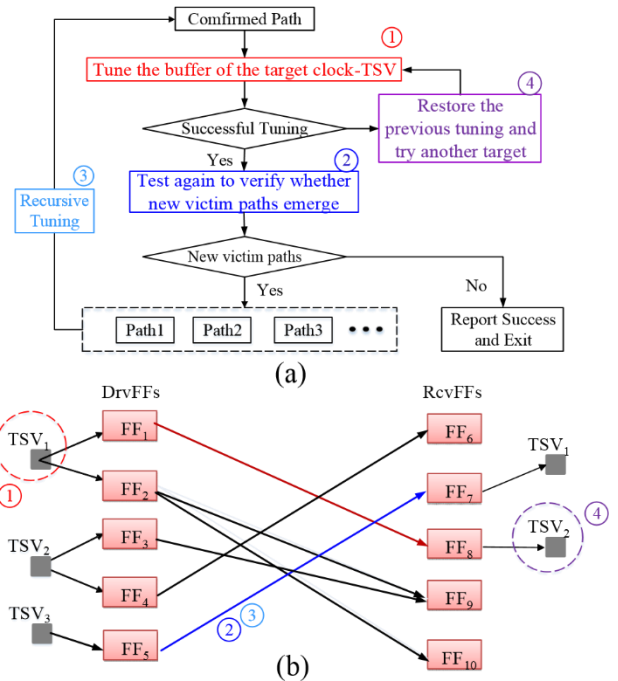 Comfirmed Path
①
Tune the buffer of the target clock-TSV
④
Successful Tuning
Restore the
previous tuning and
try another target
Yes
②
③
Recursive
Tuning
Test again to verify whether
new victim paths emerge
New victim paths
No
Yes
Path1 Path2 Path3 •••
Report Success
and Exit
(a)
DrvFFs RcvFFs
TSV1 FF1 FF6 TSV1
①
FF2 FF7
④
TSV2 FF3 FF8 TSV2
FF4 FF9
TSV3 ③
②
FF5 FF10
(b)